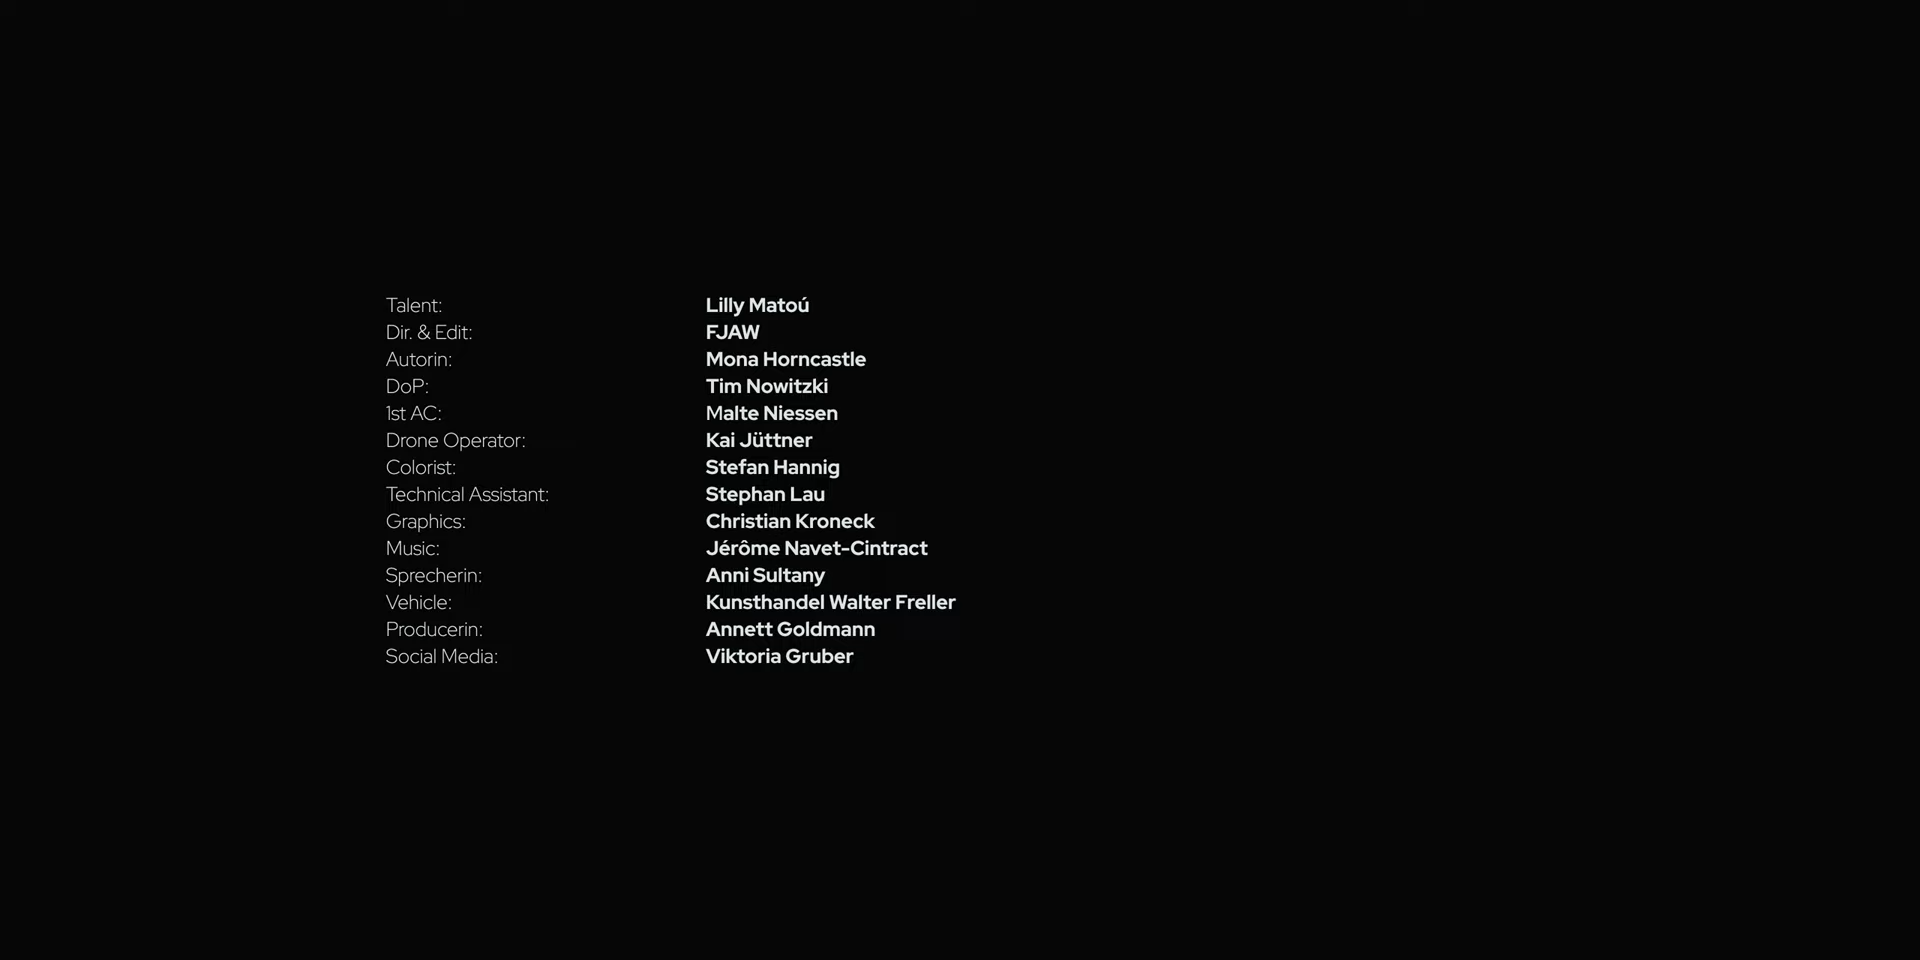 Talent: Lilly Matoú
Dir. & Edit: FJAW
Autorin: Mona Horncastle
DoP: Tim Nowitzki
1st AC: Malte Niessen
Drone Operator: Kai Jüttner
Colorist: Stefan Hannig
Technical Assistant: Stephan Lau
Graphics: Christian Kroneck
Music: Jérôme Navet-Cintract
Sprecherin: Anni Sultany
Vehicle: Kunsthandel Walter Freller
Producerin: Annett Goldmann
Social Media: Viktoria Gruber